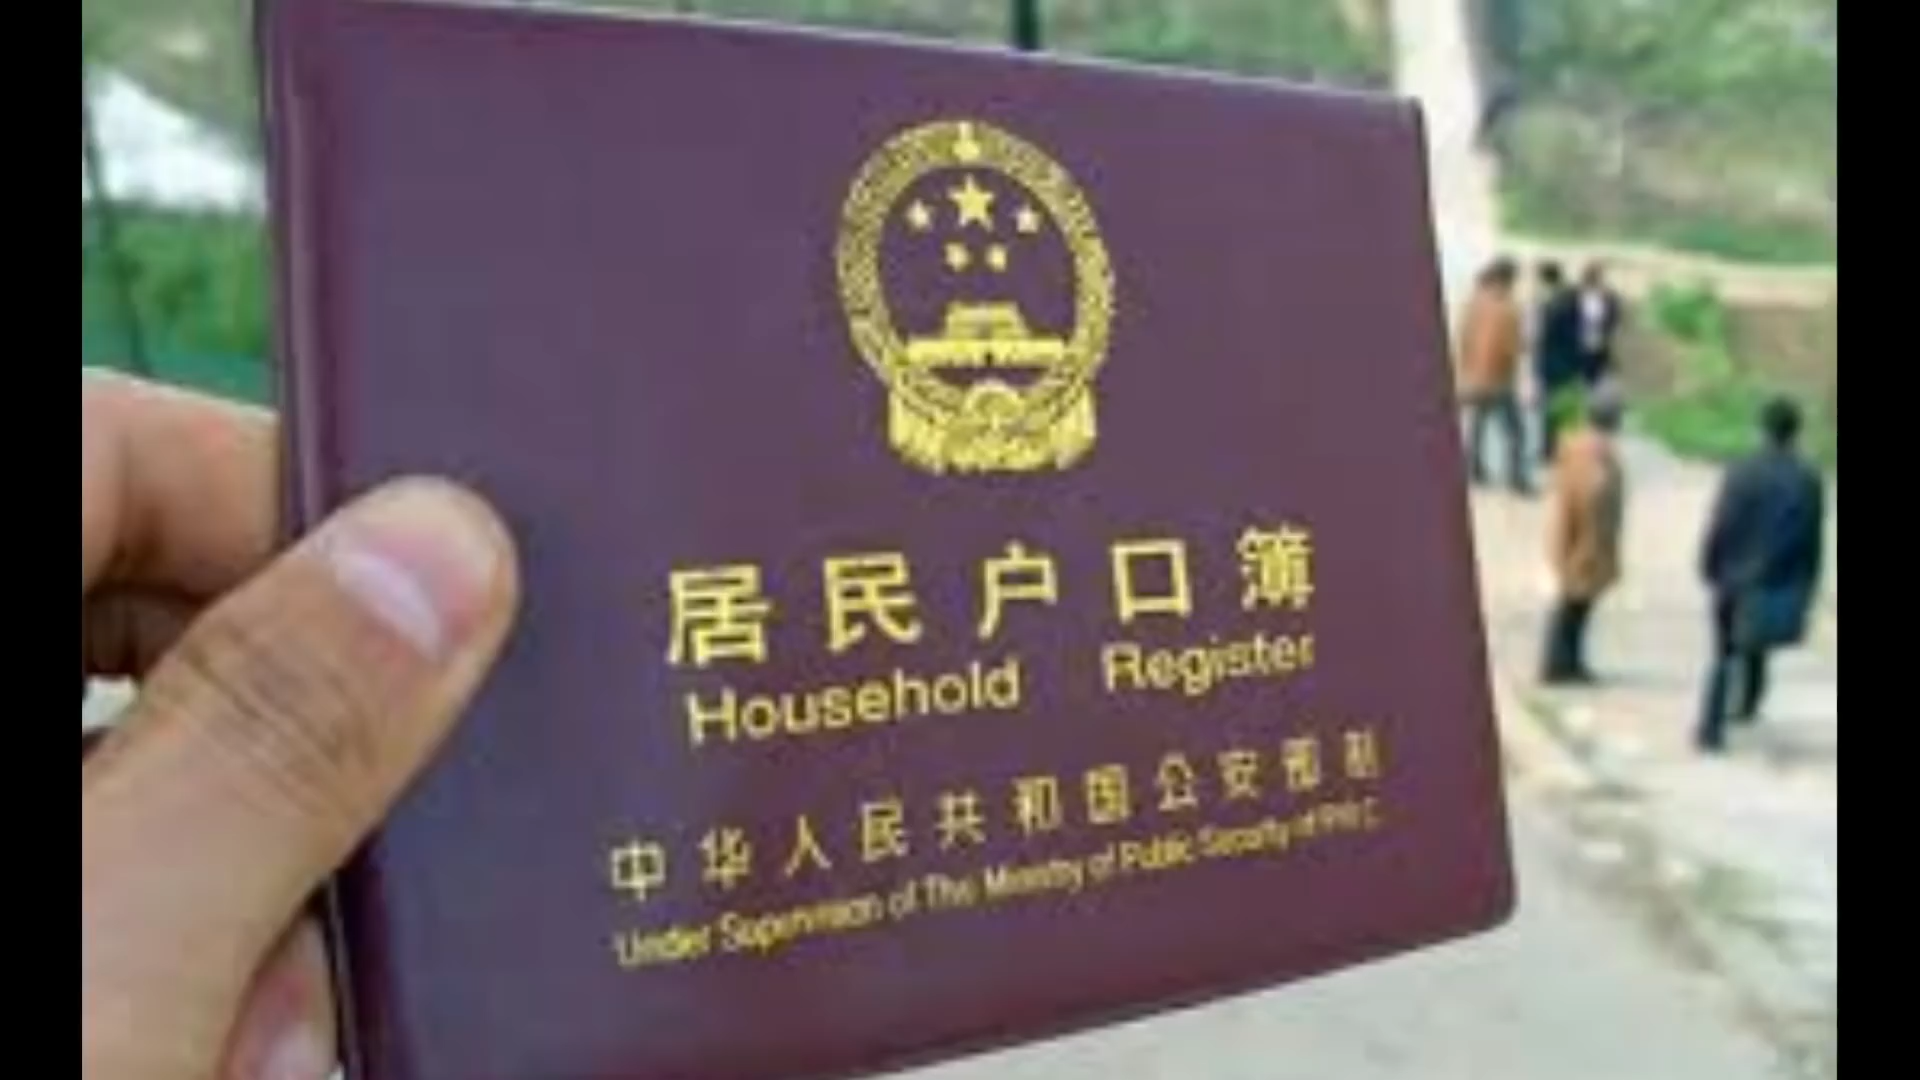 居民户口簿
Household Register
中华人民共和国公安部制
Under Supervision of The Ministry of Public Security of P.R.C.